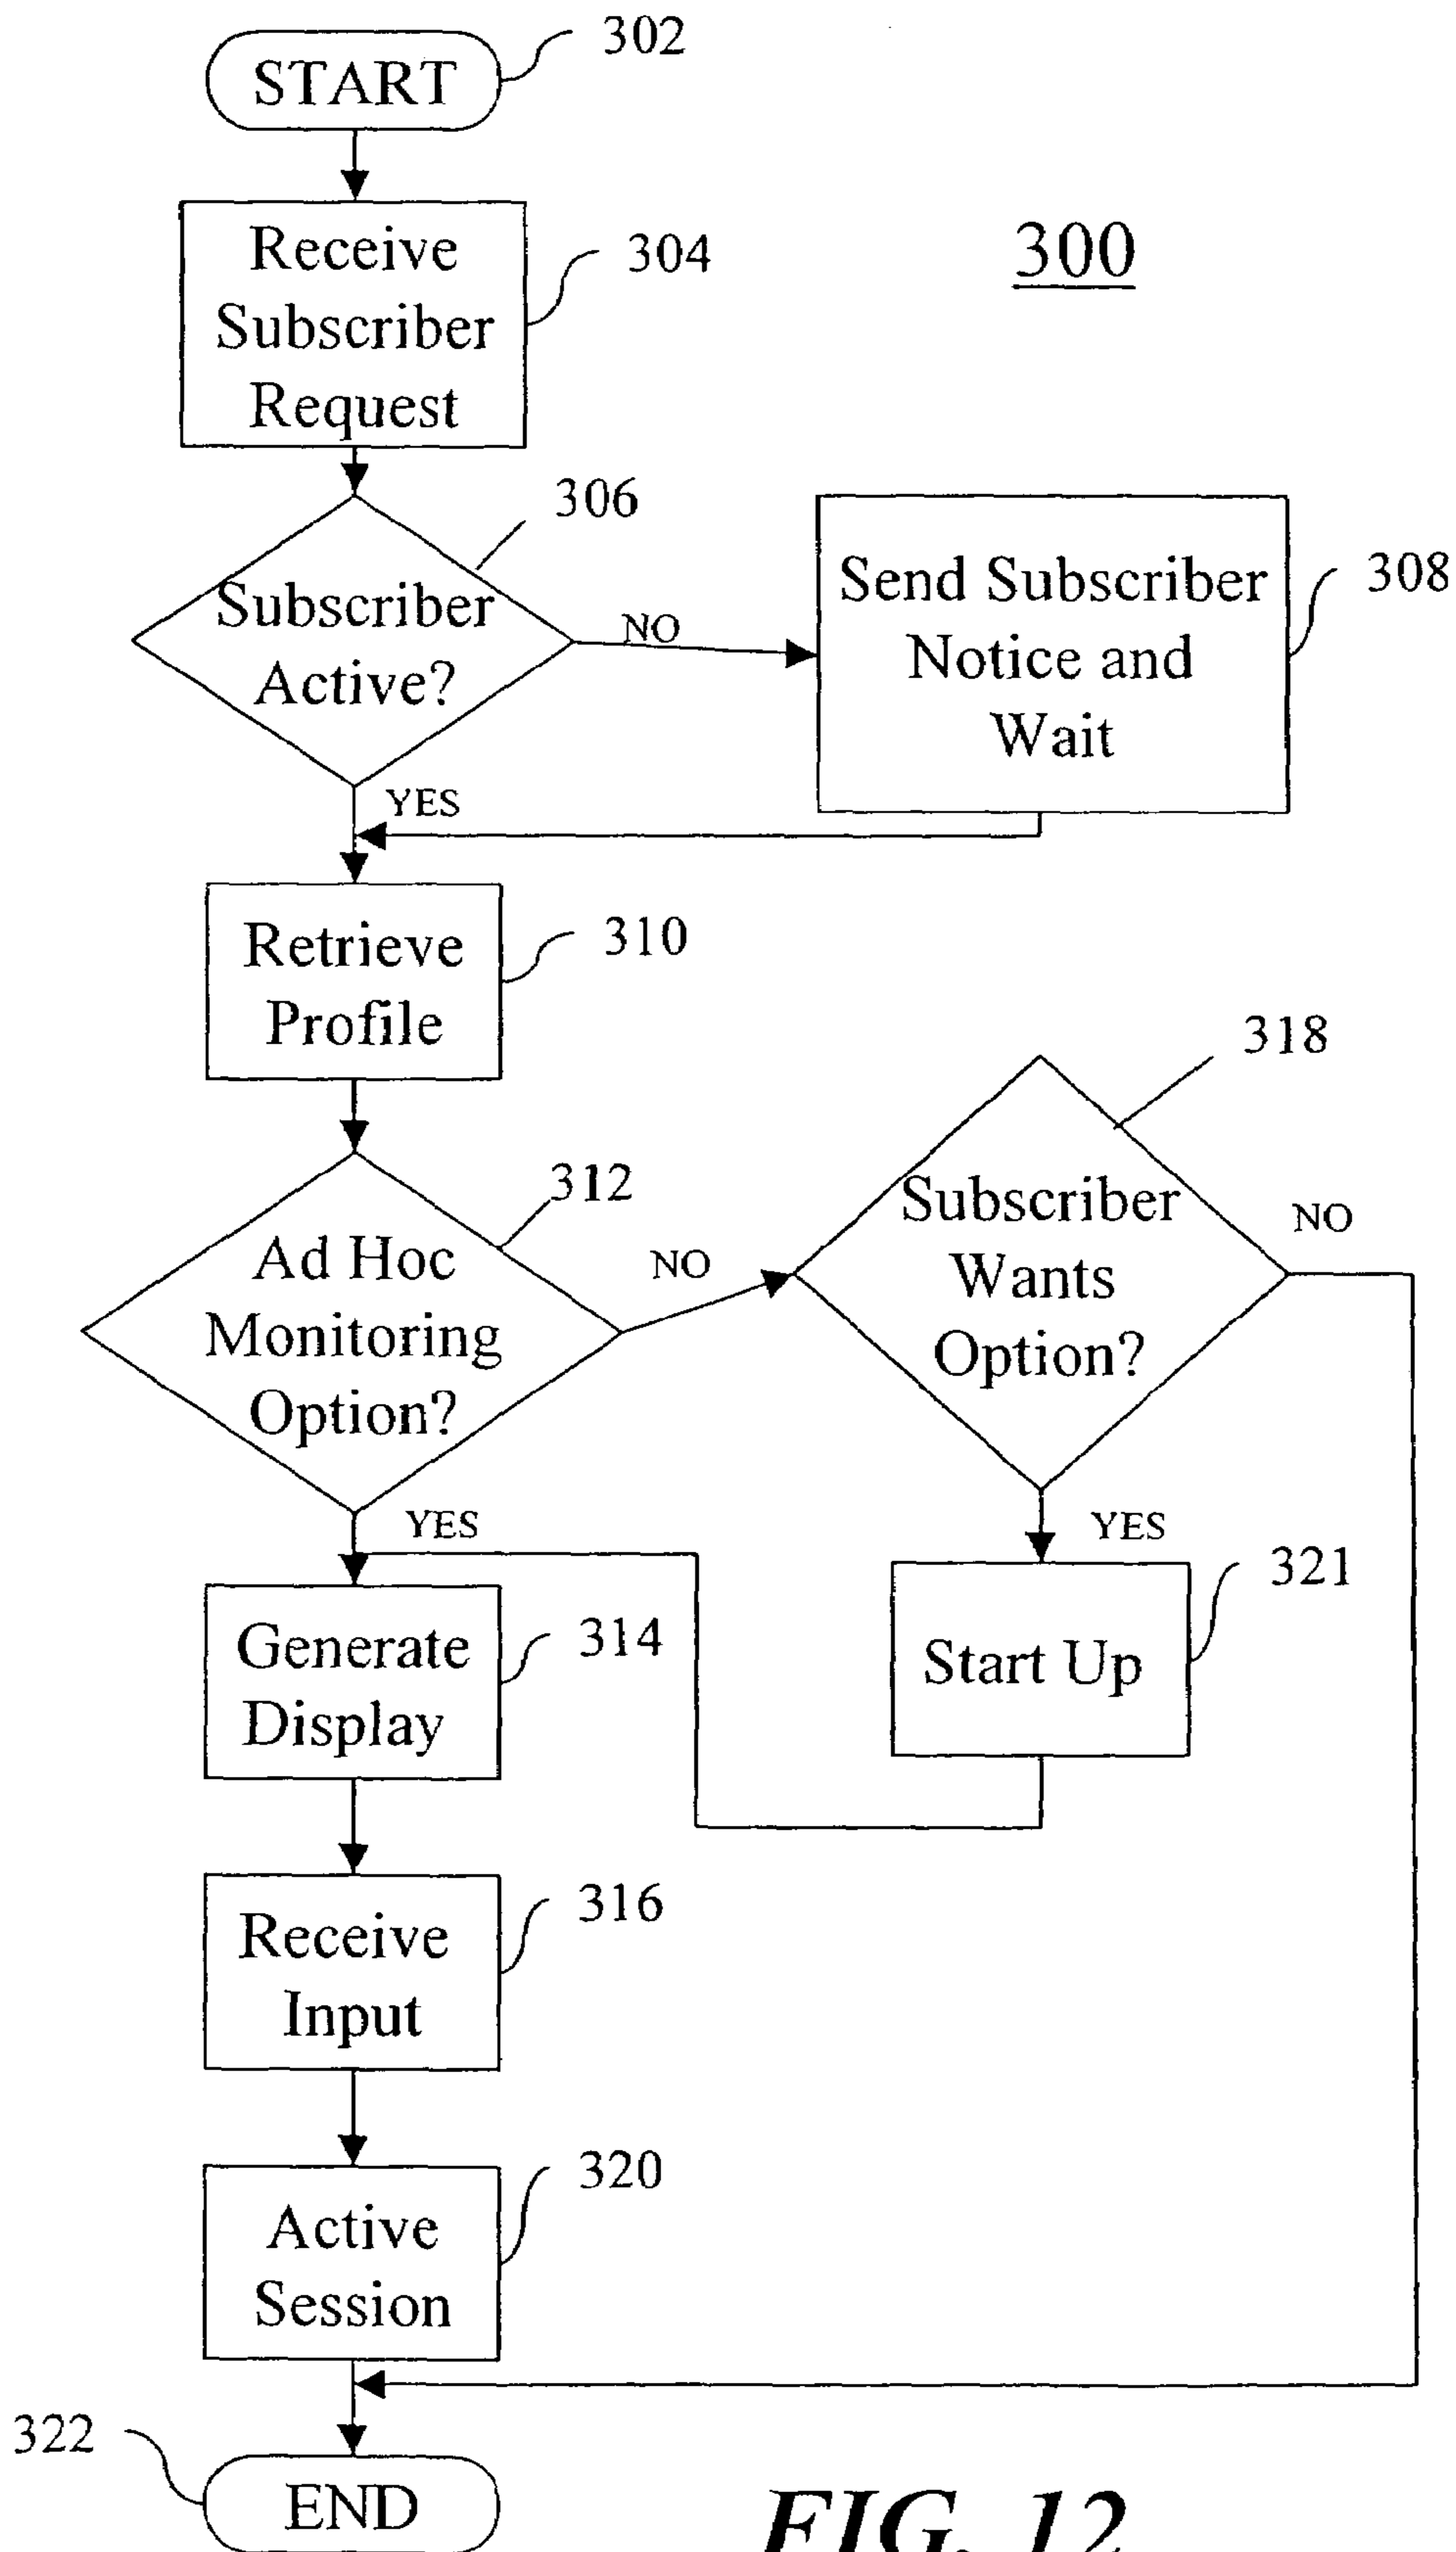 302
START
Receive
Subscriber
Request
304
300
306
Subscriber
Active?
NO
Send Subscriber
Notice and
Wait
308
YES
Retrieve
Profile
310
318
312
Ad Hoc
Monitoring
Option?
NO
Subscriber
Wants
Option?
NO
YES
YES
321
Generate
Display
314
Start Up
Receive
Input
316
320
Active
Session
322
END
FIG. 12